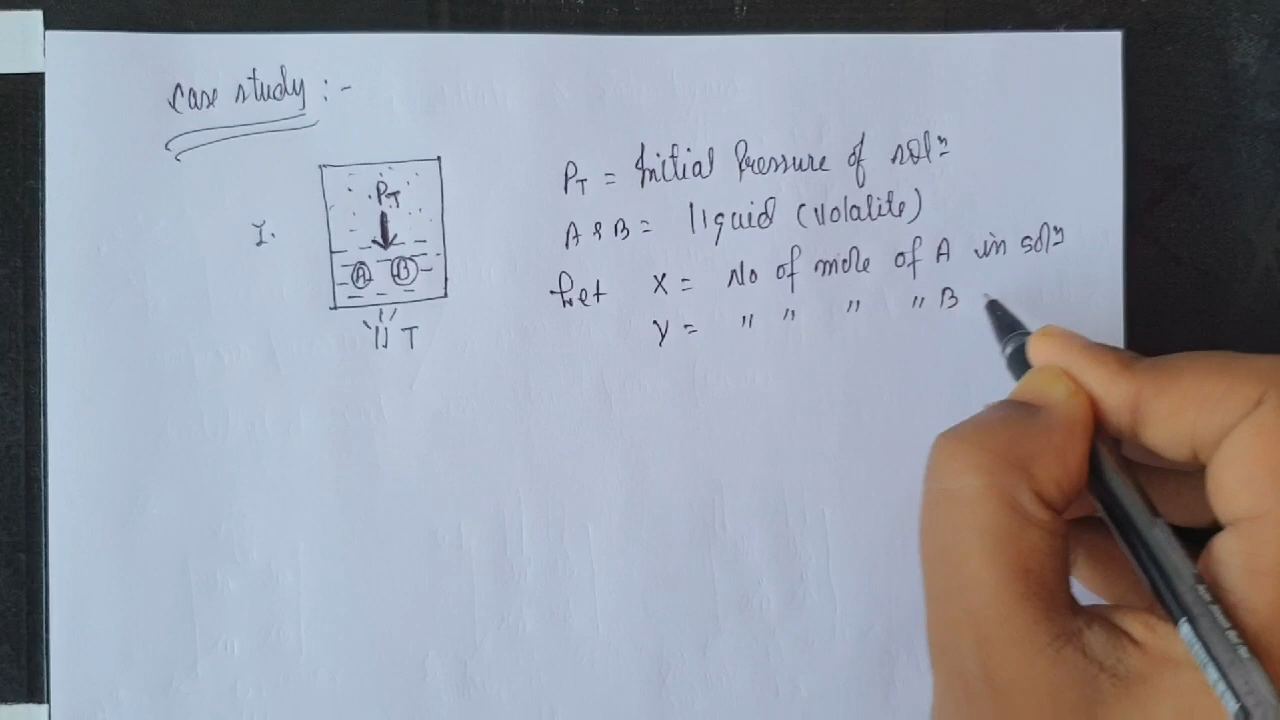 Case study :-
I.
PT
A B
T
PT = Initial Pressure of solⁿ
A & B = liquid (volalite)
Let X = No of mole of A in solⁿ
Y = " " " " B